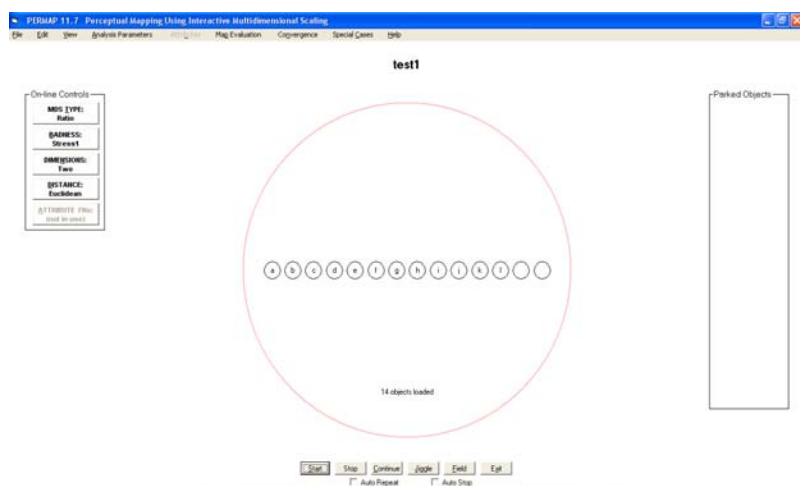 PERMAP 11.7 Perceptual Mapping Using Interactive Multidimensional Scaling
File Edit View Analysis Parameters Attributes Map Evaluation Convergence Special Cases Help
test1
On-line Controls
MDS TYPE:
Ratio
BADNESS:
Stress1
DIMENSIONS:
Two
DISTANCE:
Euclidean
ATTRIBUTE
(not in use)
Parked Objects
a b c d e f g h i j k l
14 objects loaded
Start Stop Continue Jiggle Field Exit
Auto Repeat Auto Stop